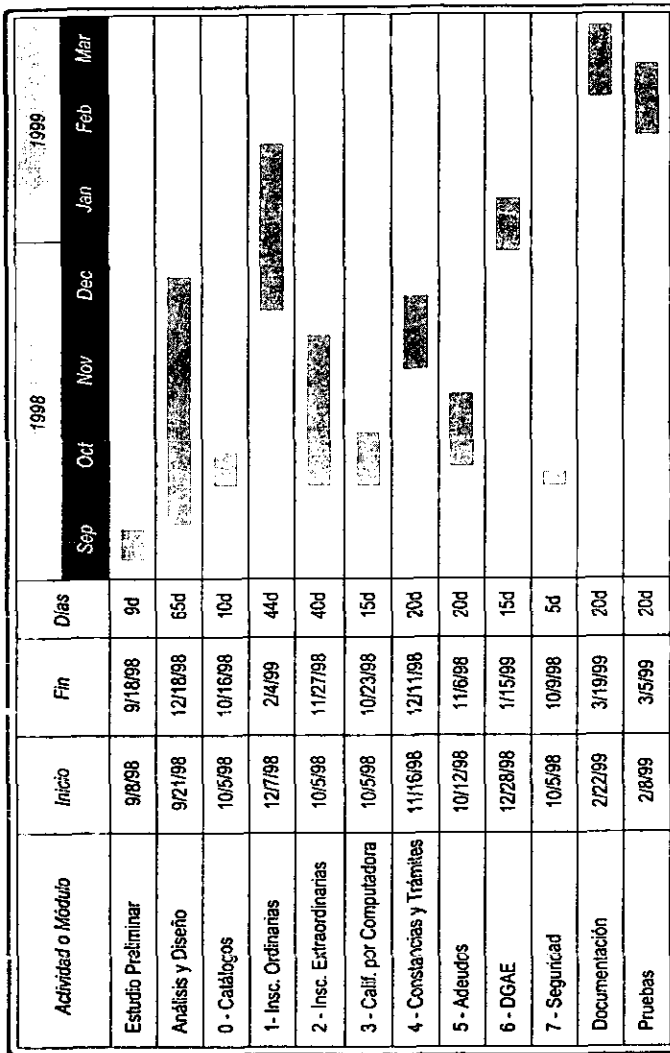 1998 1999
Actividad o Módulo Inicio Fin Días Sep Oct Nov Dec Jan Feb Mar
Estudio Preliminar 9/8/98 9/18/98 9d
Análisis y Diseño 9/21/98 12/18/98 65d
0 - Catálogos 10/5/98 10/16/98 10d
1- Insc. Ordinarias 12/7/98 2/4/99 44d
2 - Insc. Extraordinarias 10/5/98 11/27/98 40d
3 - Calif. por Computadora 10/5/98 10/23/98 15d
4 - Constancias y Trámites 11/16/98 12/11/98 20d
5 - Adeudos 10/12/98 11/6/98 20d
6 - DGAE 12/28/98 1/15/99 15d
7 - Seguridad 10/5/98 10/9/98 5d
Documentación 2/22/99 3/19/99 20d
Pruebas 2/8/99 3/5/99 20d